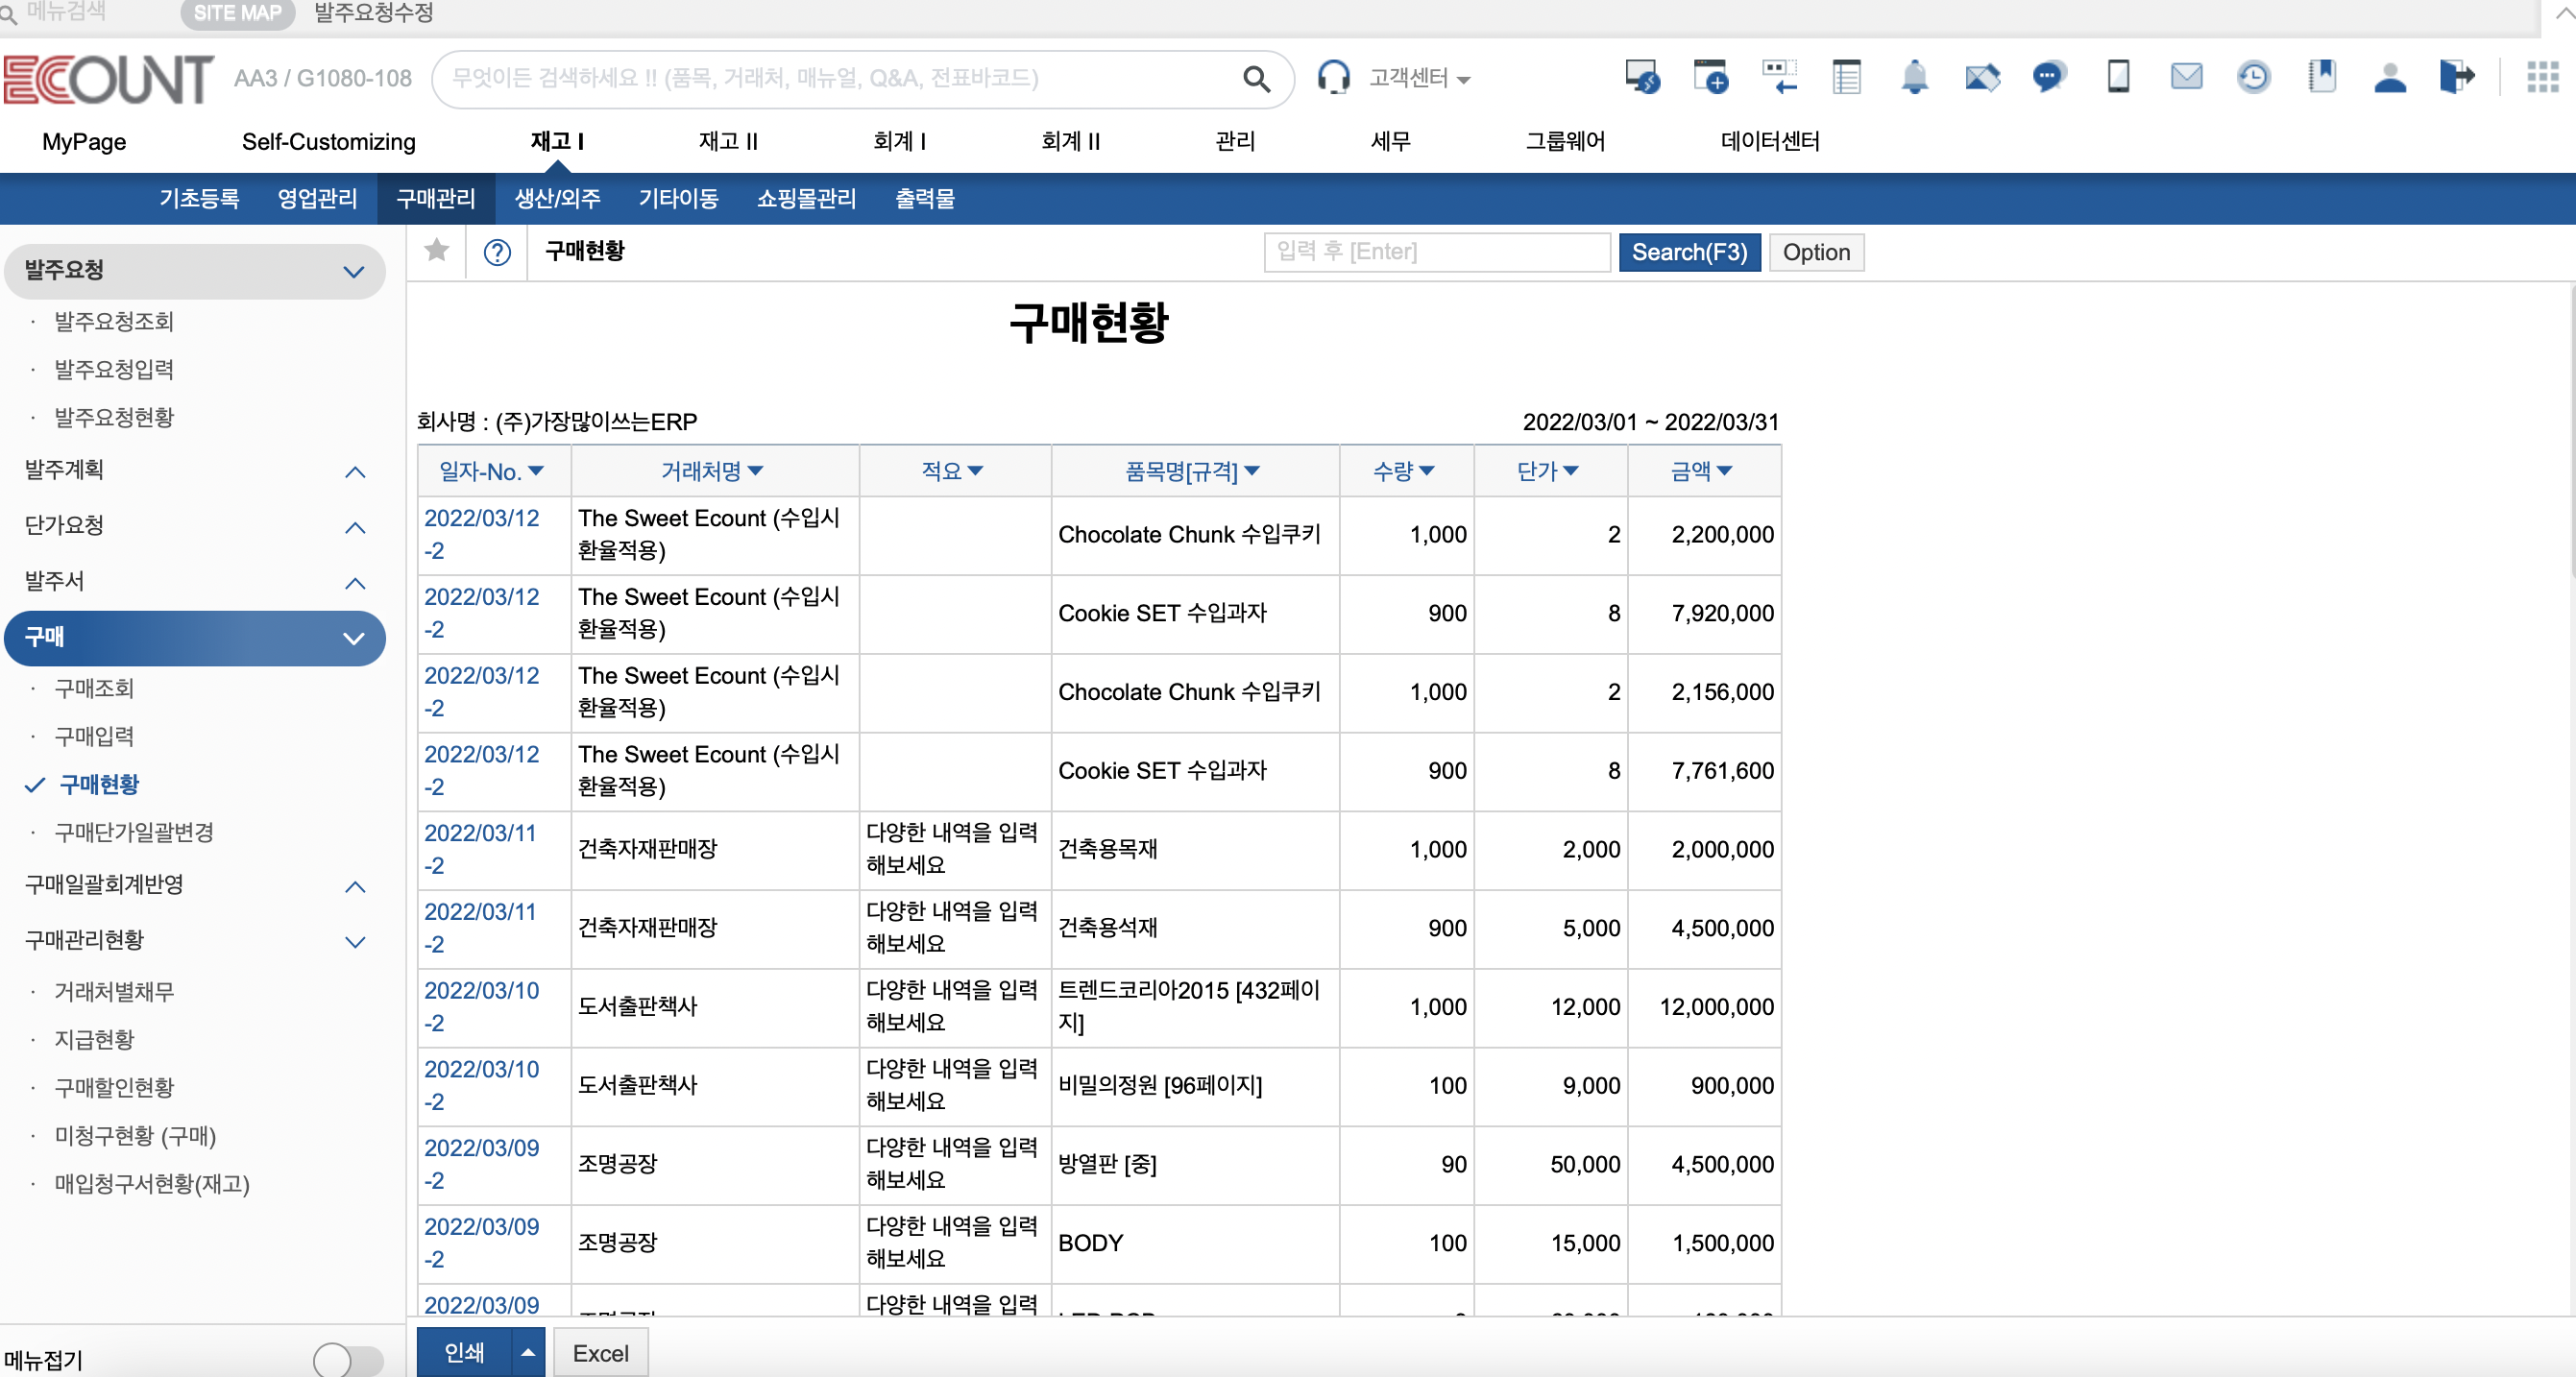 메뉴검색 SITE MAP 발주요청수정
ECOUNT AA3 / G1080-108 무엇이든 검색하세요 !! (품목, 거래처, 매뉴얼, Q&A, 전표바코드) 고객센터
MyPage Self-Customizing 재고 I 재고 II 회계 I 회계 II 관리 세무 그룹웨어 데이터센터
기초등록 영업관리 구매관리 생산/외주 기타이동 쇼핑몰관리 출력물
발주요청
· 발주요청조회
· 발주요청입력
· 발주요청현황
발주계획
단가요청
발주서
구매
· 구매조회
· 구매입력
구매현황
· 구매단가일괄변경
구매일괄회계반영
구매관리현황
· 거래처별채무
· 지급현황
· 구매할인현황
· 미청구현황 (구매)
· 매입청구서현황(재고)
메뉴접기
구매현황 입력 후 [Enter] Search(F3) Option
구매현황
회사명 : (주)가장많이쓰는ERP 2022/03/01 ~ 2022/03/31
일자-No. 거래처명 적요 품목명[규격] 수량 단가 금액
2022/03/12 The Sweet Ecount (수입시 Chocolate Chunk 수입쿠키 1,000 2 2,200,000
-2 환율적용)
2022/03/12 The Sweet Ecount (수입시 Cookie SET 수입과자 900 8 7,920,000
-2 환율적용)
2022/03/12 The Sweet Ecount (수입시 Chocolate Chunk 수입쿠키 1,000 2 2,156,000
-2 환율적용)
2022/03/12 The Sweet Ecount (수입시 Cookie SET 수입과자 900 8 7,761,600
-2 환율적용)
2022/03/11 건축자재판매장 다양한 내역을 입력 건축용목재 1,000 2,000 2,000,000
-2 해보세요
2022/03/11 건축자재판매장 다양한 내역을 입력 건축용석재 900 5,000 4,500,000
-2 해보세요
2022/03/10 도서출판책사 다양한 내역을 입력 트렌드코리아2015 [432페이 1,000 12,000 12,000,000
-2 해보세요 지]
2022/03/10 도서출판책사 다양한 내역을 입력 비밀의정원 [96페이지] 100 9,000 900,000
-2 해보세요
2022/03/09 조명공장 다양한 내역을 입력 방열판 [중] 90 50,000 4,500,000
-2 해보세요
2022/03/09 조명공장 다양한 내역을 입력 BODY 100 15,000 1,500,000
-2 해보세요
2022/03/09 다양한 내역을 입력
인쇄 Excel